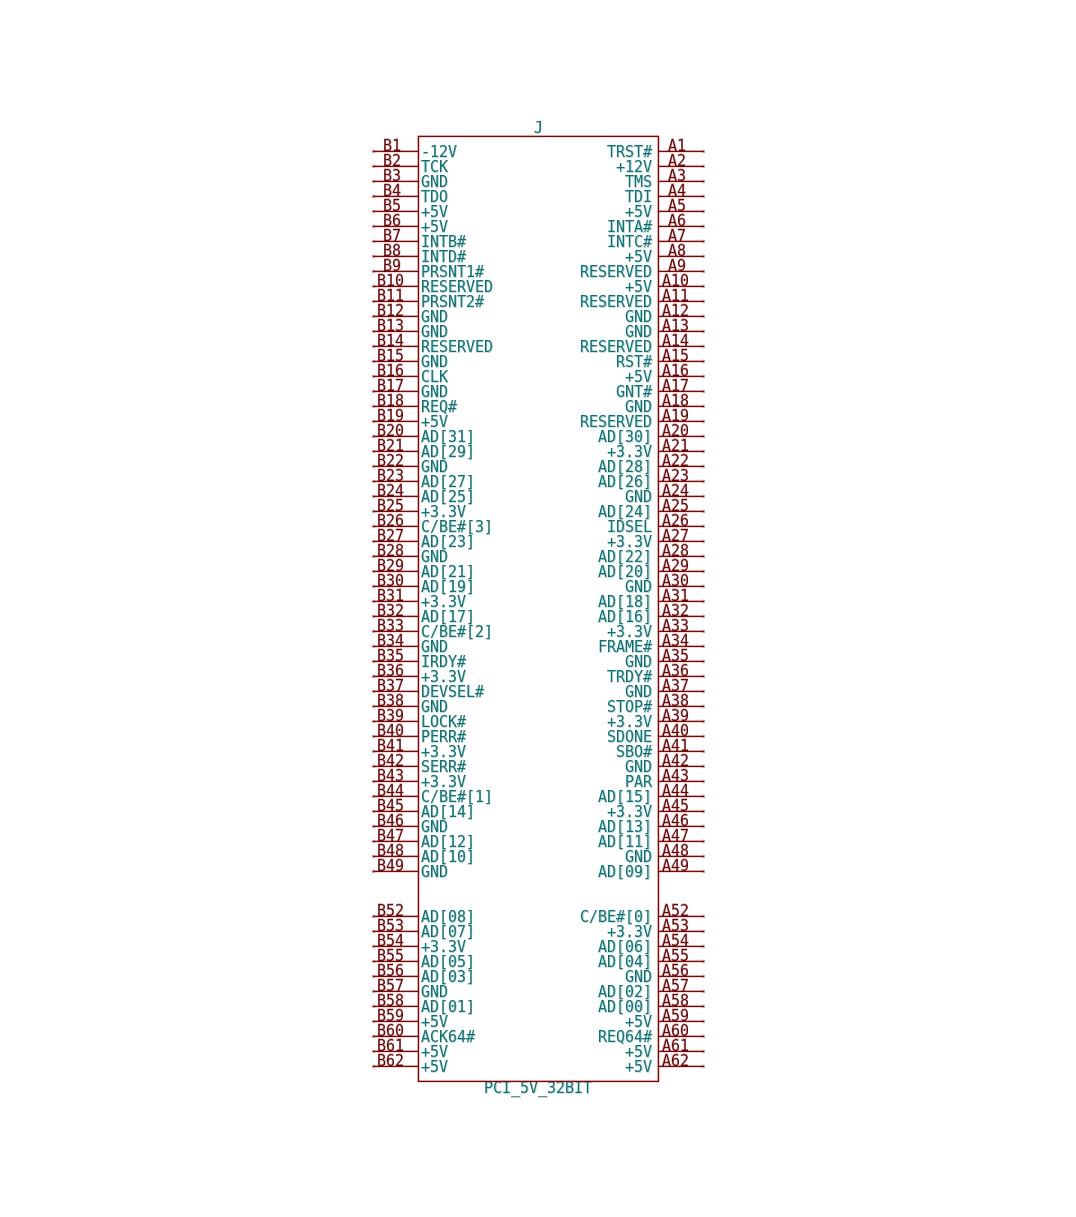 J
B1 -12V TRST# A1
B2 TCK +12V A2
B3 GND TMS A3
B4 TDO TDI A4
B5 +5V +5V A5
B6 +5V INTA# A6
B7 INTB# INTC# A7
B8 INTD# +5V A8
B9 PRSNT1# RESERVED A9
B10 RESERVED +5V A10
B11 PRSNT2# RESERVED A11
B12 GND GND A12
B13 GND GND A13
B14 RESERVED RESERVED A14
B15 GND RST# A15
B16 CLK +5V A16
B17 GND GNT# A17
B18 REQ# GND A18
B19 +5V RESERVED A19
B20 AD[31] AD[30] A20
B21 AD[29] +3.3V A21
B22 GND AD[28] A22
B23 AD[27] AD[26] A23
B24 AD[25] GND A24
B25 +3.3V AD[24] A25
B26 C/BE#[3] IDSEL A26
B27 AD[23] +3.3V A27
B28 GND AD[22] A28
B29 AD[21] AD[20] A29
B30 AD[19] GND A30
B31 +3.3V AD[18] A31
B32 AD[17] AD[16] A32
B33 C/BE#[2] +3.3V A33
B34 GND FRAME# A34
B35 IRDY# GND A35
B36 +3.3V TRDY# A36
B37 DEVSEL# GND A37
B38 GND STOP# A38
B39 LOCK# +3.3V A39
B40 PERR# SDONE A40
B41 +3.3V SBO# A41
B42 SERR# GND A42
B43 +3.3V PAR A43
B44 C/BE#[1] AD[15] A44
B45 AD[14] +3.3V A45
B46 GND AD[13] A46
B47 AD[12] AD[11] A47
B48 AD[10] GND A48
B49 GND AD[09] A49
B52 AD[08] C/BE#[0] A52
B53 AD[07] +3.3V A53
B54 +3.3V AD[06] A54
B55 AD[05] AD[04] A55
B56 AD[03] GND A56
B57 GND AD[02] A57
B58 AD[01] AD[00] A58
B59 +5V +5V A59
B60 ACK64# REQ64# A60
B61 +5V +5V A61
B62 +5V +5V A62
PCI_5V_32BIT